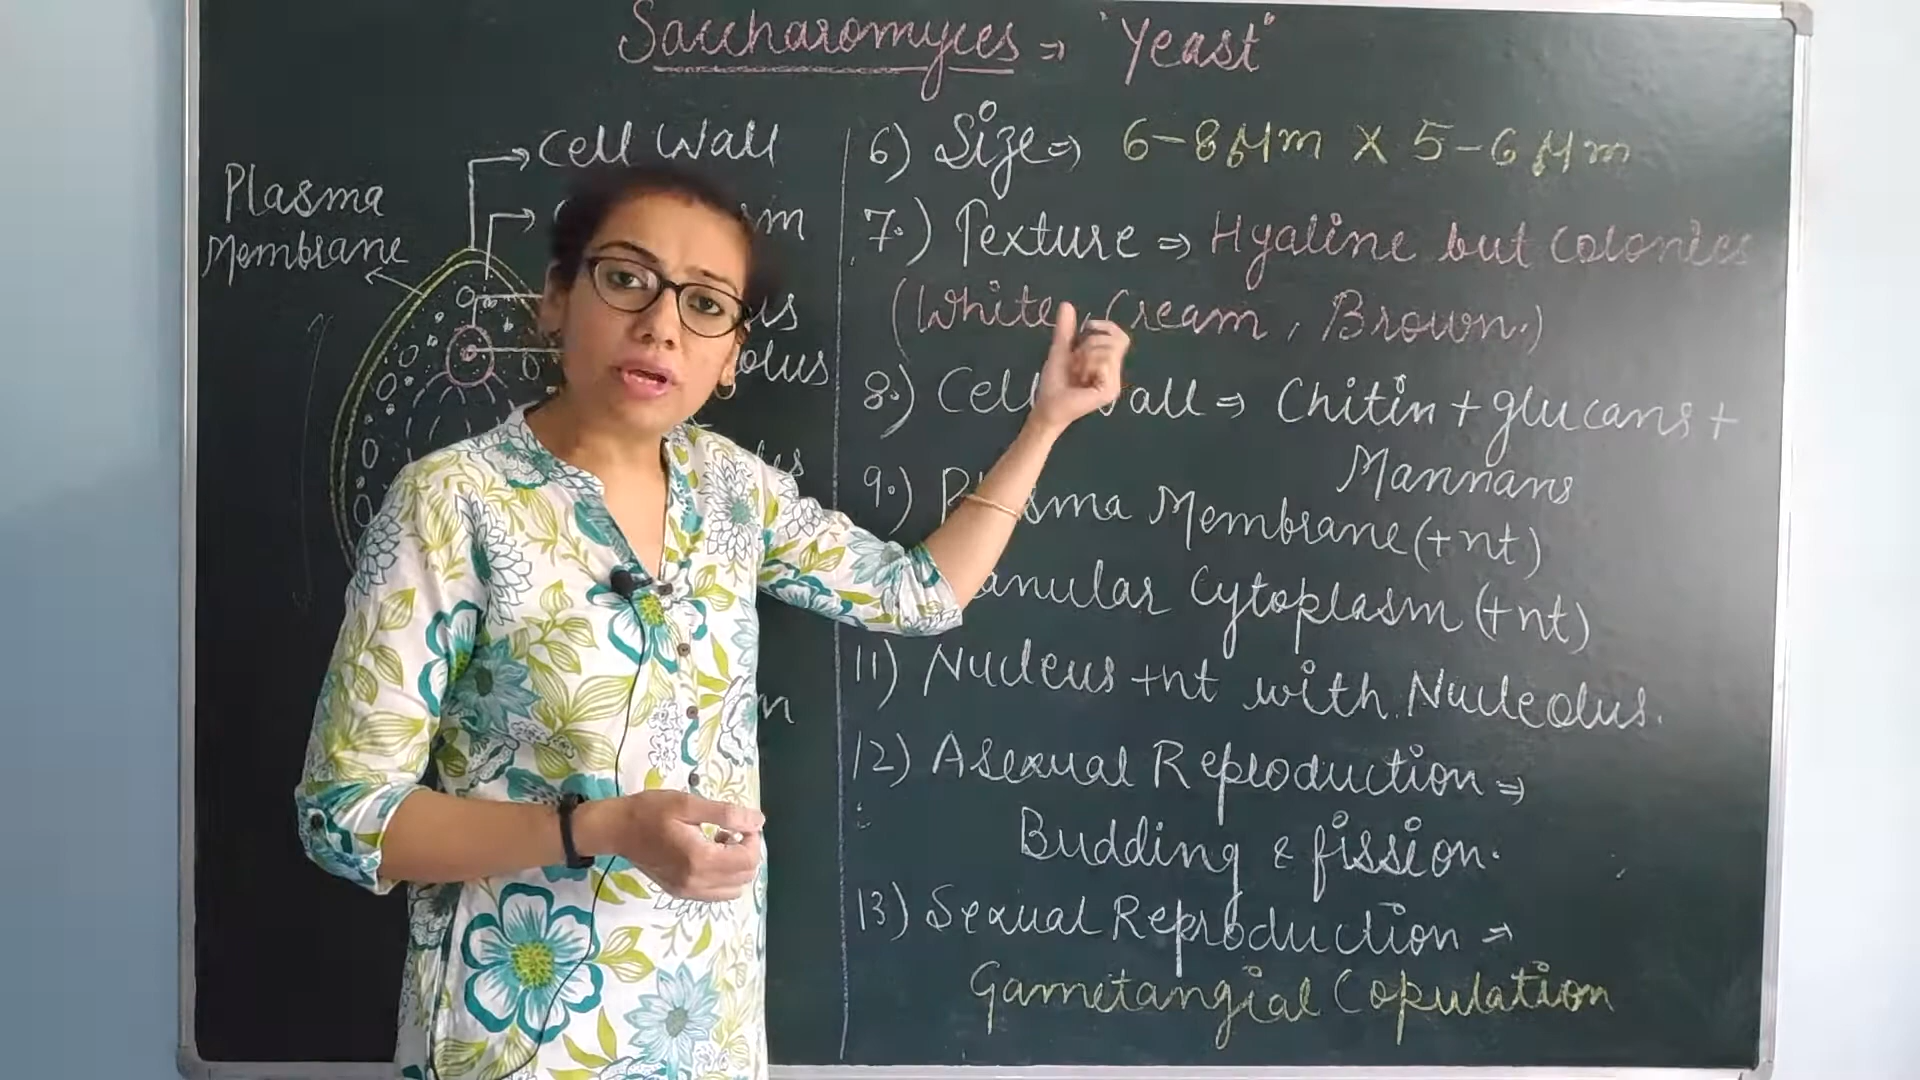 Saccharomyces ⇒ "Yeast"
Cell Wall
Plasma
Membrane
6) Size ⇒ 6-8 μm X 5-6 μm
7.) Texture ⇒ Hyaline but Colonies
(White, Cream, Brown.)
8.) Cell Wall ⇒ Chitin + glucans +
Mannans
9.) Plasma Membrane (+nt)
Cytoplasm (+nt)
11) Nucleus +nt with Nucleolus.
12) Asexual Reproduction ⇒
Budding & fission.
13) Sexual Reproduction ⇒
Gametangial Copulation